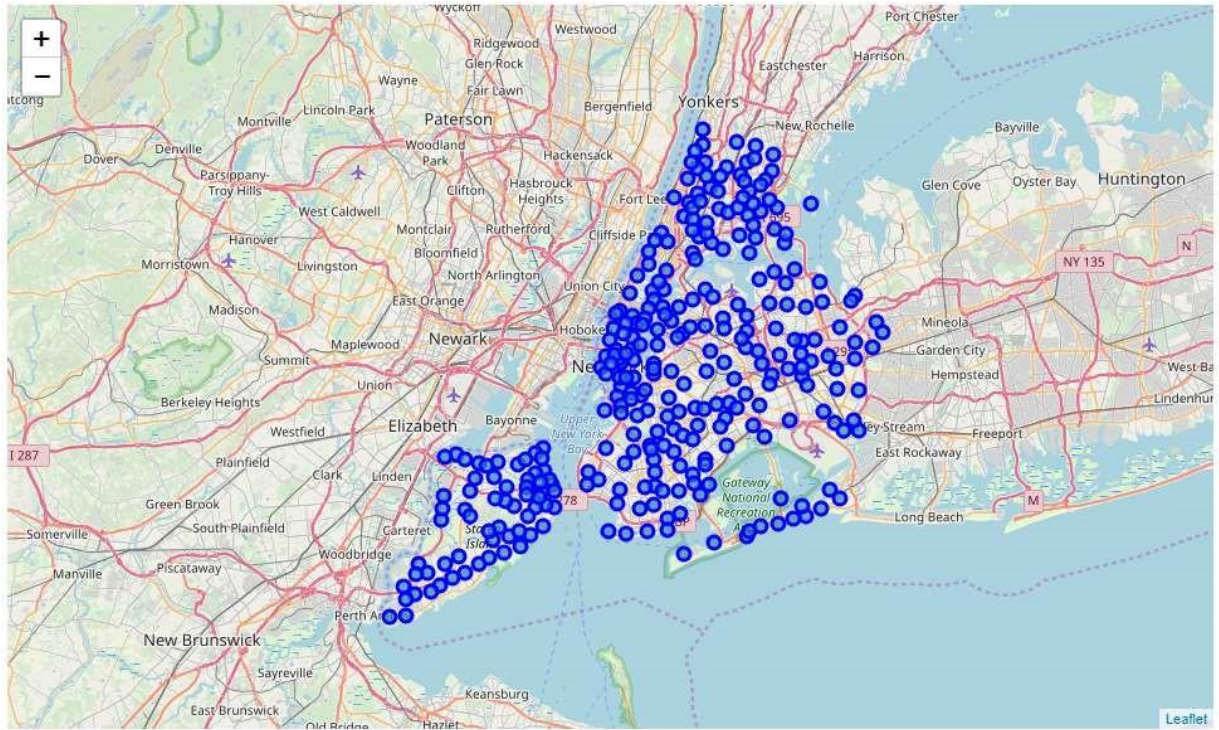 +
−
Wyckoff
Port Chester
Westwood
Ridgewood
Harrison
Glen Rock
Eastchester
Wayne
Fair Lawn
Yonkers
Lincoln Park
Bergenfield
Paterson
Montville
New Rochelle
Bayville
Denville
Woodland
Park
Hackensack
Dover
Parsippany-
Troy Hills
Clifton
Hasbrouck
Heights
Glen Cove
Oyster Bay
Huntington
Fort Lee
West Caldwell
Montclair
Rutherford
Cliffside
695
Hanover
Bloomfield
N
Morristown
Livingston
NY 135
North Arlington
Union City
East Orange
Madison
Mineola
Newark
Hoboken
Maplewood
Garden City
Summit
Hempstead
West Ba
Union
Berkeley Heights
Lindenhur
Elizabeth
Bayonne
Upper
New York
Bay
Westfield
ey Stream
Freeport
I 287
East Rockaway
Plainfield
Clark
Linden
Gateway
National
Recreation
278
M
Green Brook
Long Beach
South Plainfield
Carteret
Somerville
Woodbridge
Manville
Piscataway
Perth A
New Brunswick
Sayreville
Keansburg
East Brunswick
Old Bridge
Hazlet
Leaflet